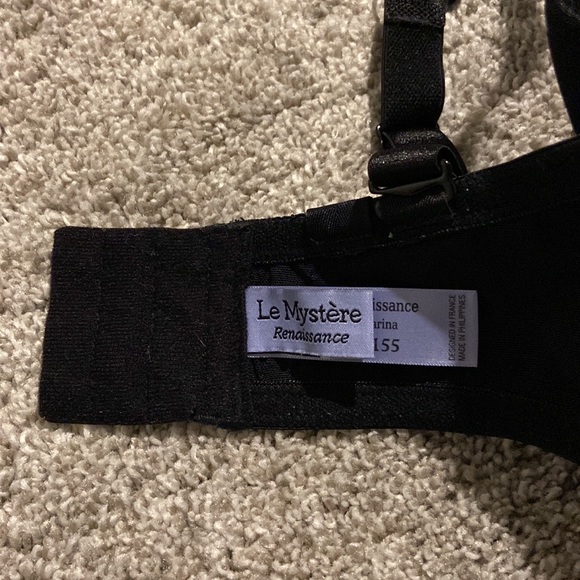 Le Mystère
Renaissance
issance
arina
155
DESIGNED IN FRANCE
MADE IN PHILIPPINES